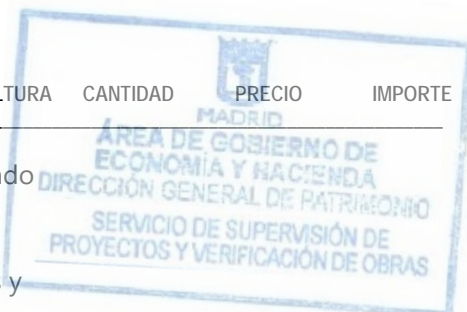 LTURA CANTIDAD PRECIO IMPORTE
MADRID
ÁREA DE GOBIERNO DE
ECONOMÍA Y HACIENDA
ndo
DIRECCIÓN GENERAL DE PATRIMONIO
SERVICIO DE SUPERVISIÓN DE
PROYECTOS Y VERIFICACIÓN DE OBRAS
y